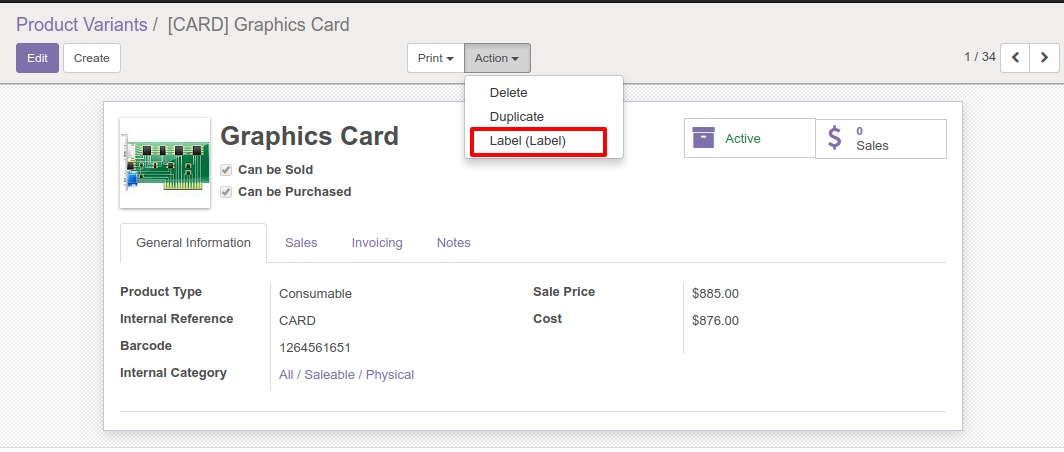 Product Variants / [CARD] Graphics Card
Edit Create Print Action 1 / 34
Delete
Duplicate
Label (Label)
Graphics Card
Can be Sold
Can be Purchased
Active
0
Sales
General Information Sales Invoicing Notes
Product Type Consumable Sale Price $885.00
Internal Reference CARD Cost $876.00
Barcode 1264561651
Internal Category All / Saleable / Physical